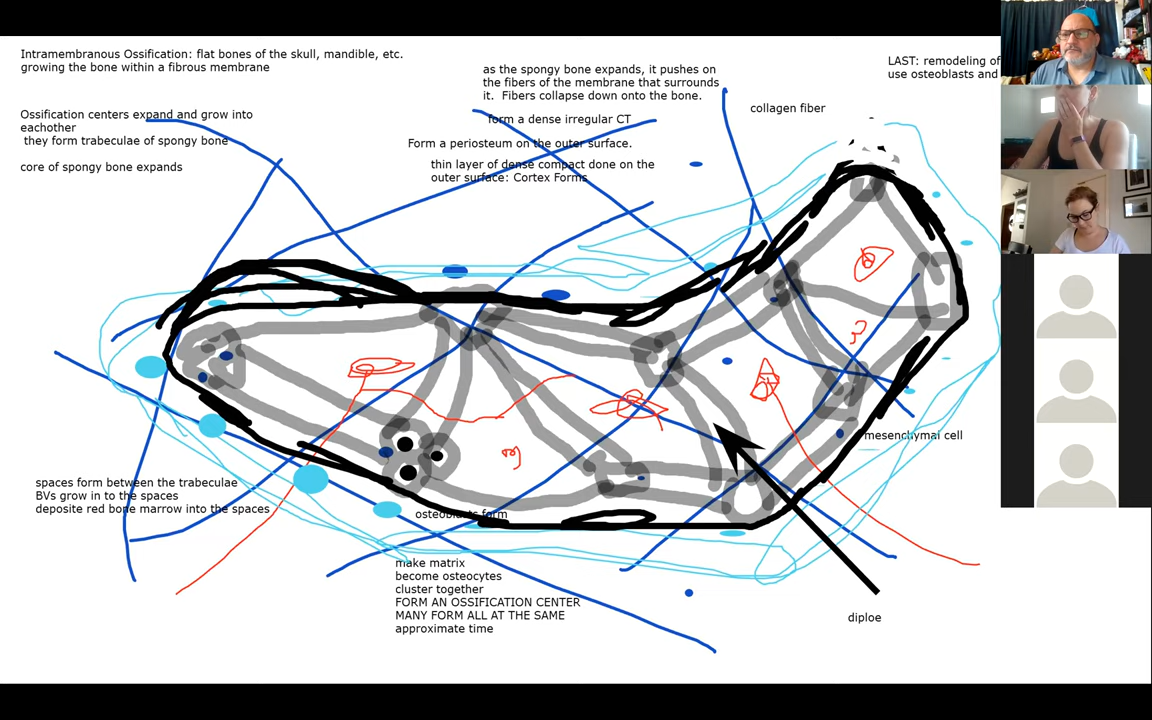 Intramembranous Ossification: flat bones of the skull, mandible, etc.
growing the bone within a fibrous membrane
Ossification centers expand and grow into
eachother
they form trabeculae of spongy bone
core of spongy bone expands
as the spongy bone expands, it pushes on
the fibers of the membrane that surrounds
it.  Fibers collapse down onto the bone.
form a dense irregular CT
Form a periosteum on the outer surface.
thin layer of dense compact done on the
outer surface: Cortex Forms
LAST: remodeling of
use osteoblasts and
collagen fiber
mesenchymal cell
spaces form between the trabeculae
BVs grow in to the spaces
deposite red bone marrow into the spaces
osteoblasts form
make matrix
become osteocytes
cluster together
FORM AN OSSIFICATION CENTER
MANY FORM ALL AT THE SAME
approximate time
diploe